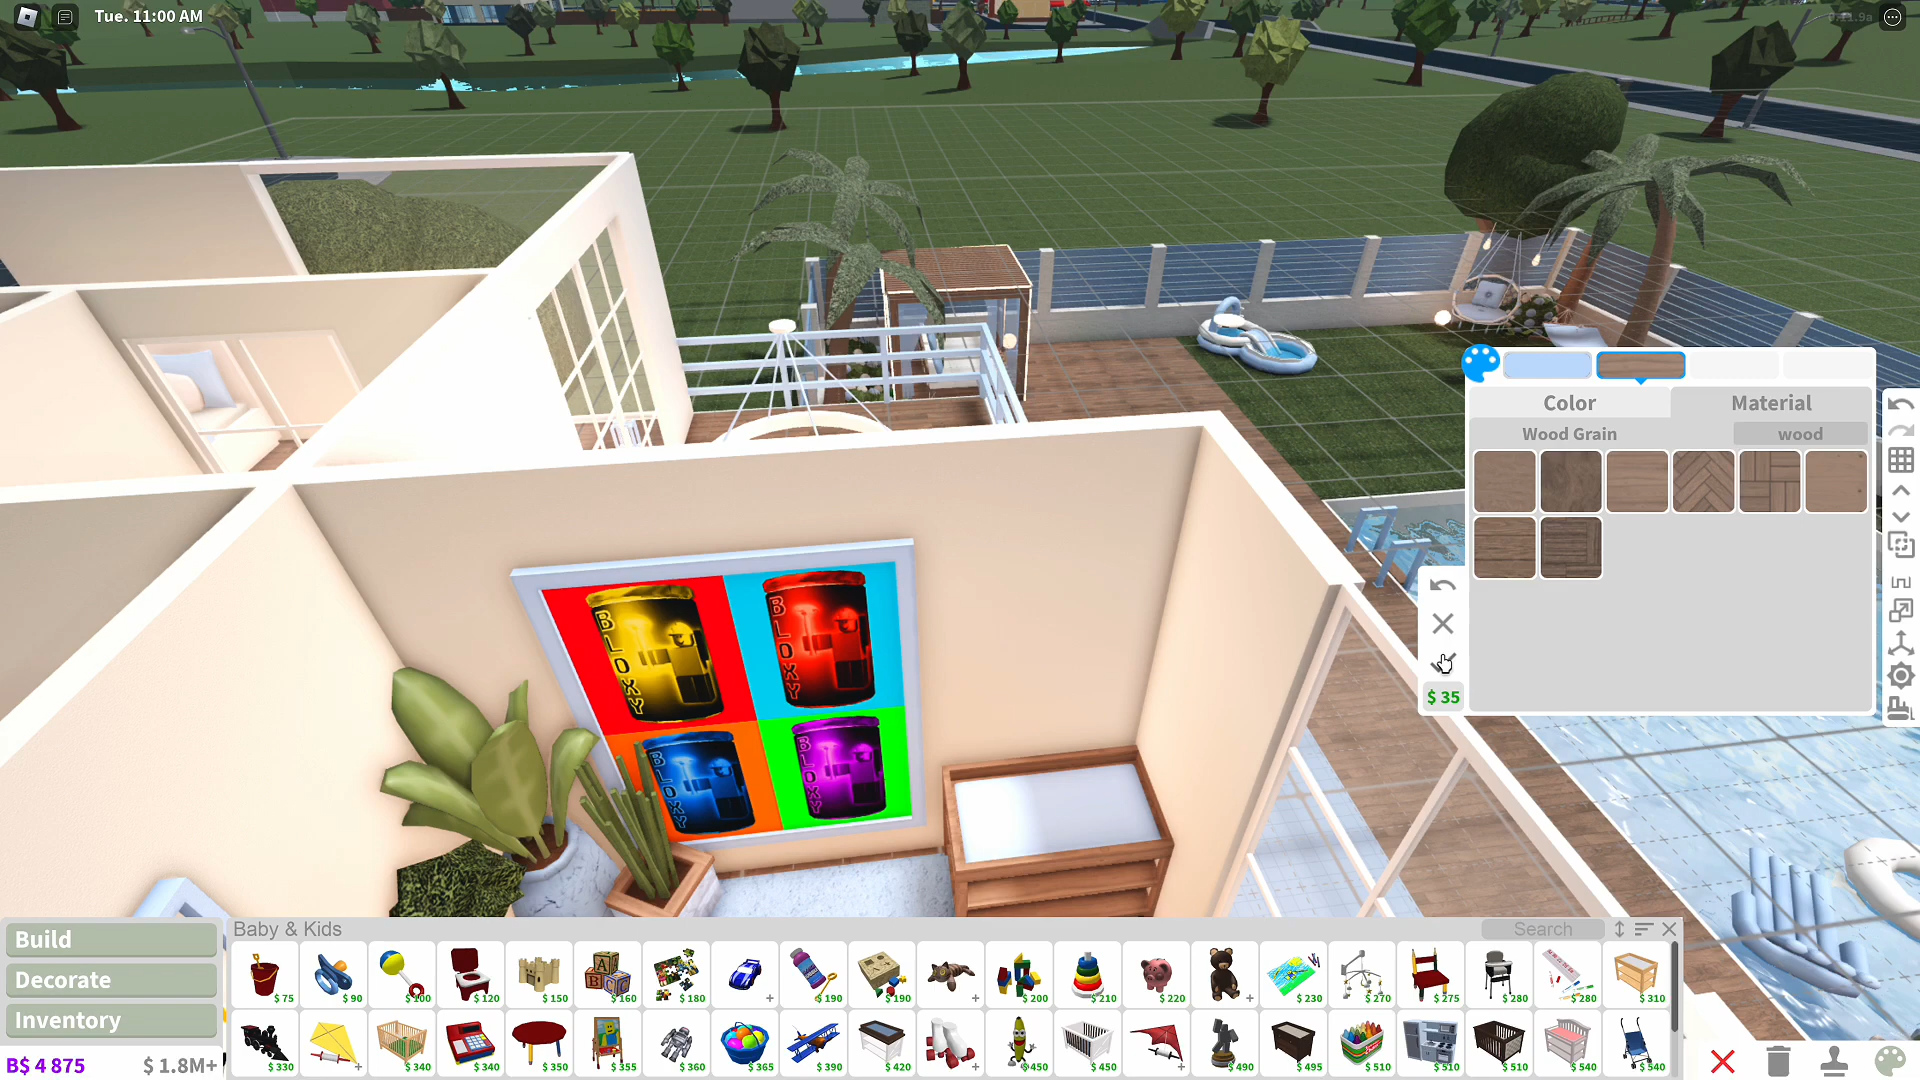 Tue. 11:00 AM
Color
Material
Wood Grain
wood
$ 35
BLOXY
BLOXY
BLOXY
BLOXY
Build
Decorate
Inventory
B$ 4 875
$ 1.8M+
Baby & Kids
Search
$ 75
$ 90
$ 100
$ 120
$ 150
$ 160
$ 180
+
$ 190
$ 190
+
$ 200
$ 210
$ 220
+
$ 230
$ 270
$ 275
$ 280
$ 280
$ 310
$ 330
+
$ 340
$ 340
$ 350
$ 355
$ 360
$ 365
$ 390
$ 420
+
$ 450
$ 450
+
$ 490
$ 495
$ 510
$ 510
$ 510
$ 540
$ 540